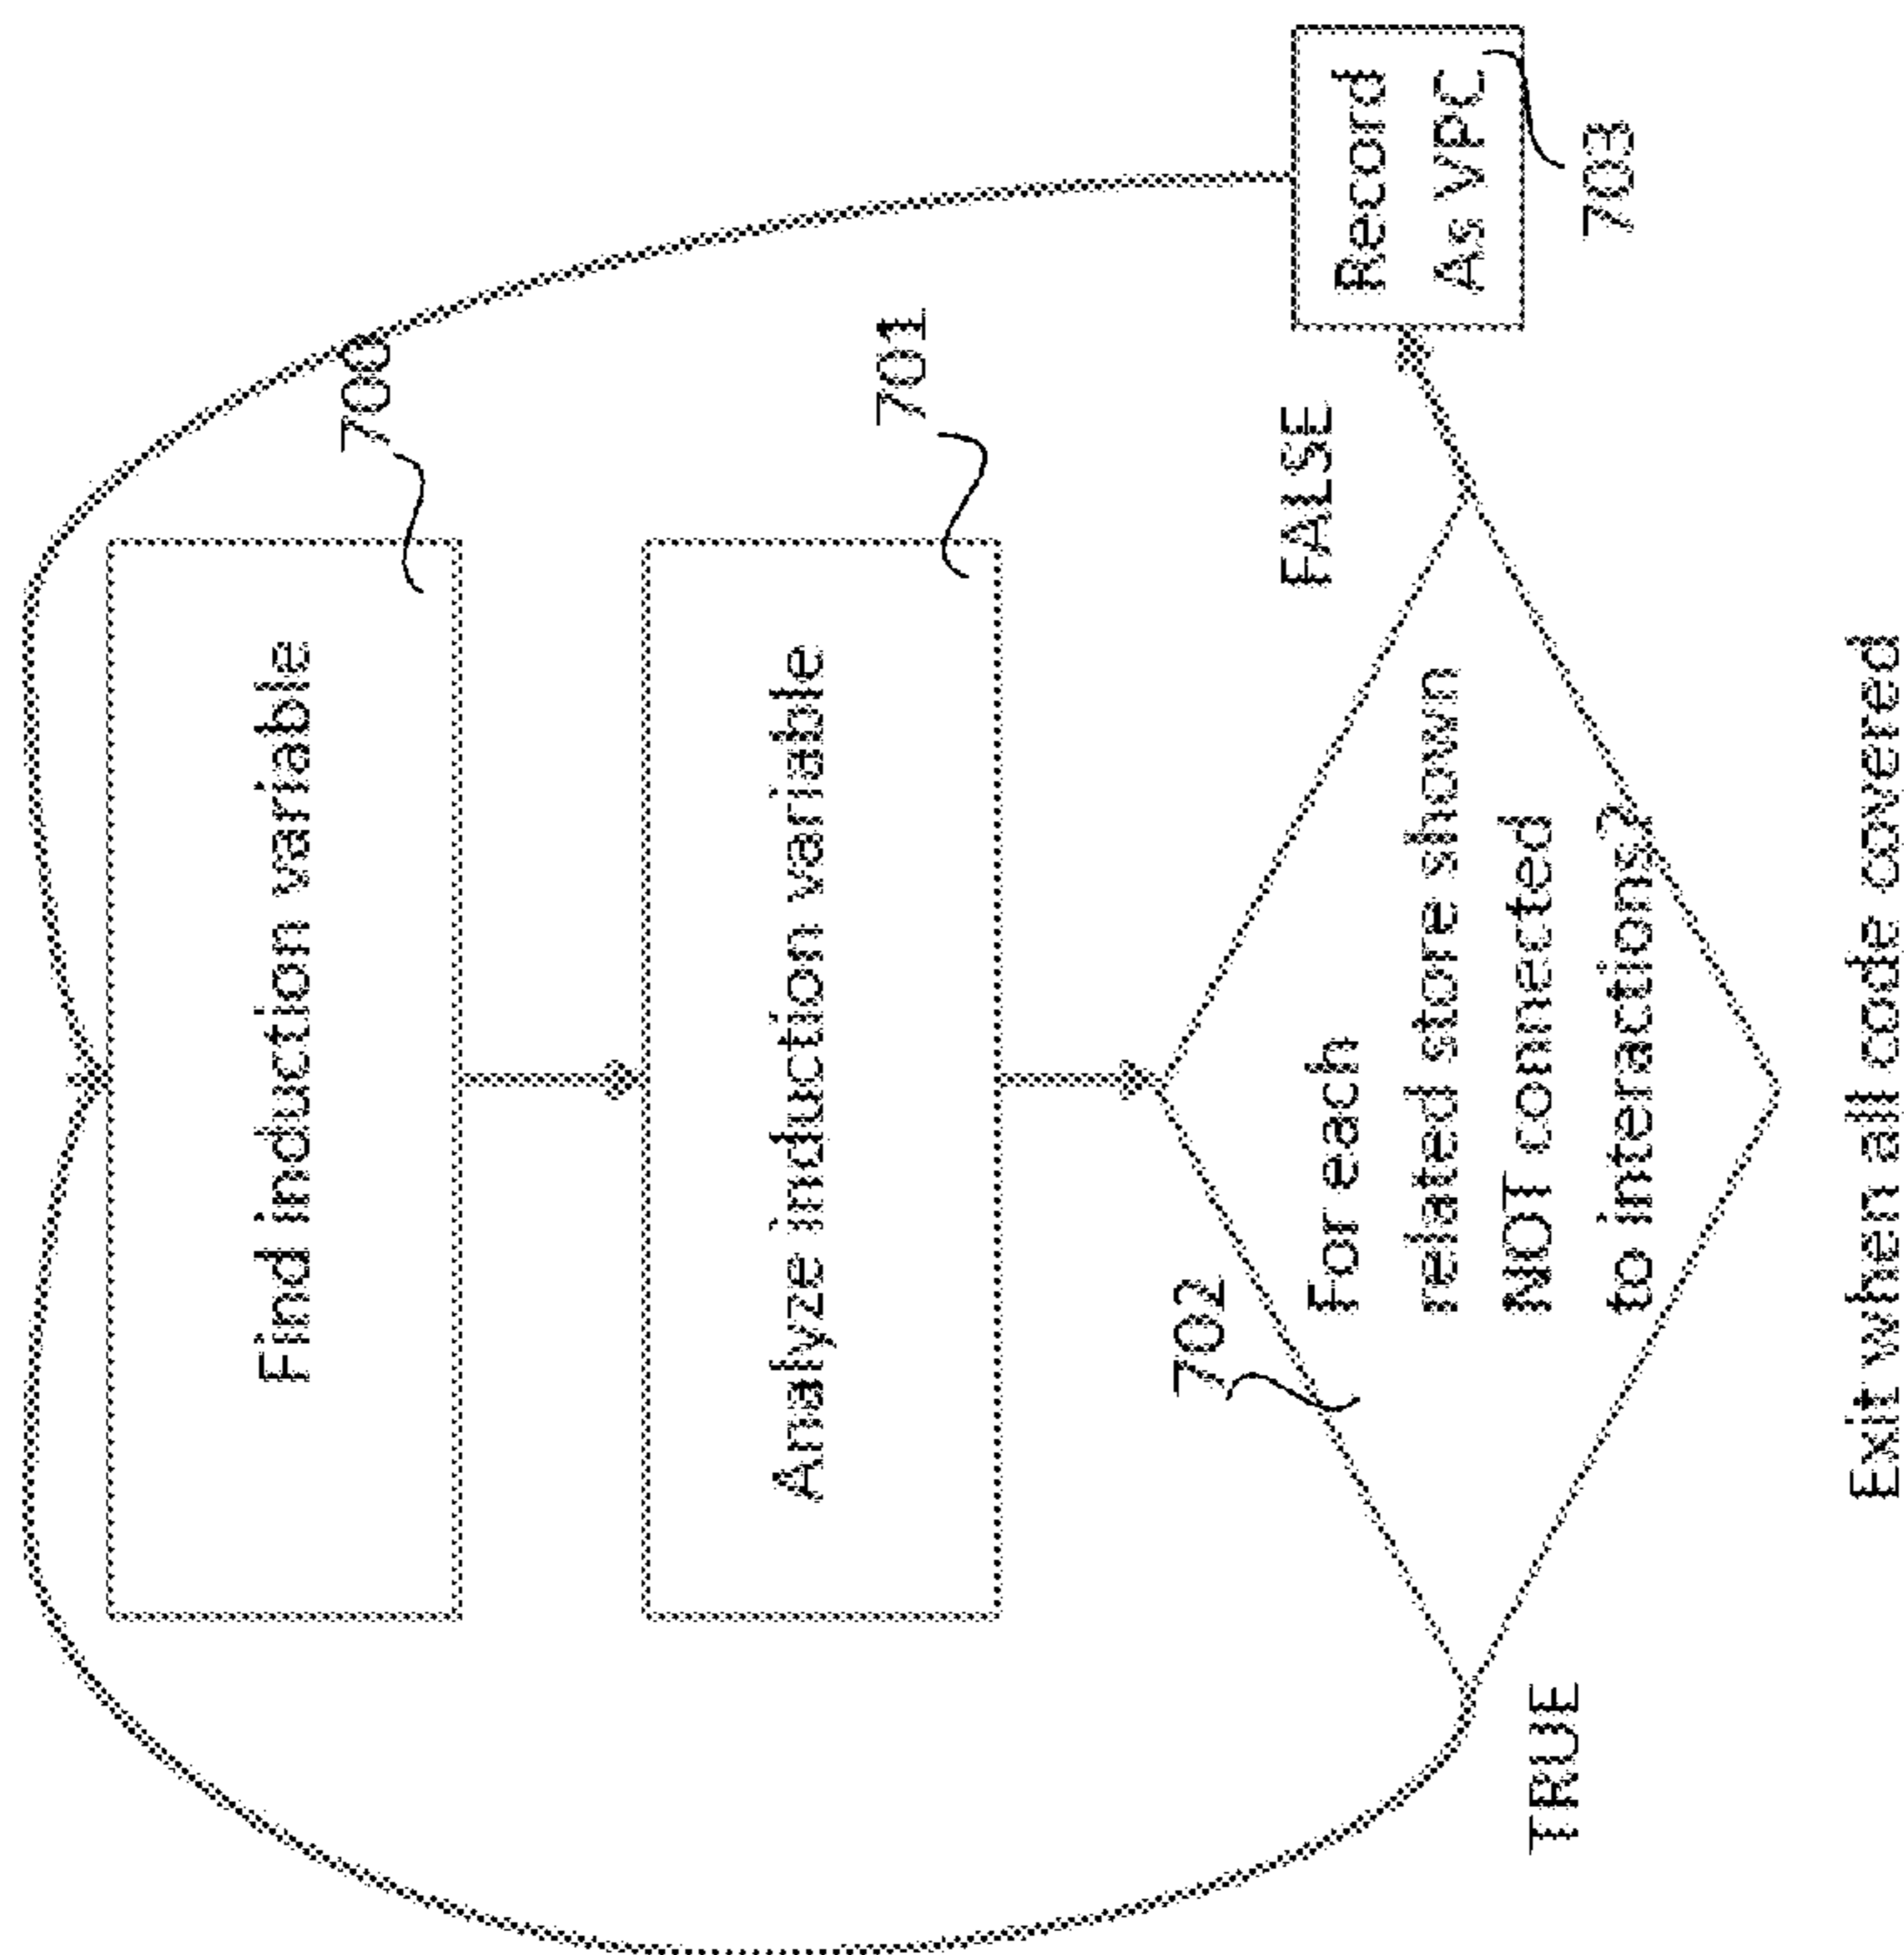 Find induction variable
700
Analyze induction variable
701
702
For each
related store shown
NOT connected
to interactions?
TRUE
FALSE
Record
As VPC
703
Exit when all code covered